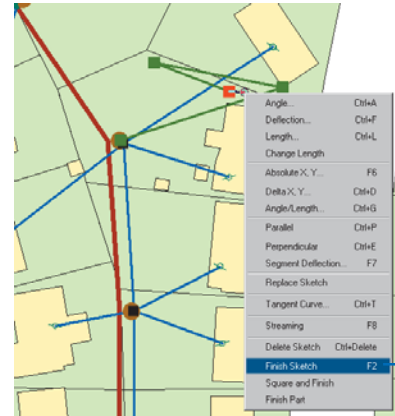 Angle... Ctrl+A
Deflection... Ctrl+F
Length... Ctrl+L
Change Length
Absolute X, Y... F6
Delta X, Y... Ctrl+D
Angle/Length... Ctrl+G
Parallel Ctrl+P
Perpendicular Ctrl+E
Segment Deflection... F7
Replace Sketch
Tangent Curve... Ctrl+T
Streaming F8
Delete Sketch Ctrl+Delete
Finish Sketch F2
Square and Finish
Finish Part